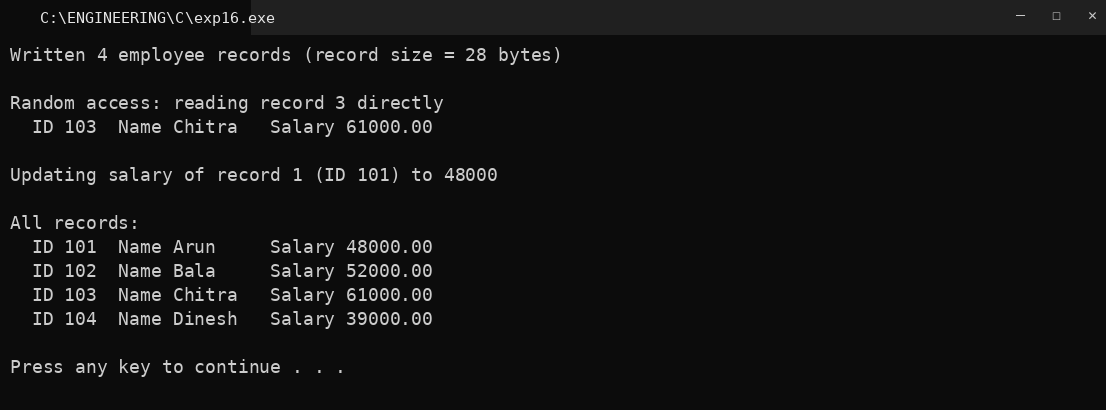 C:\ENGINEERING\C\exp16.exe
Written 4 employee records (record size = 28 bytes)
Random access: reading record 3 directly
  ID 103  Name Chitra   Salary 61000.00
Updating salary of record 1 (ID 101) to 48000
All records:
  ID 101  Name Arun     Salary 48000.00
  ID 102  Name Bala     Salary 52000.00
  ID 103  Name Chitra   Salary 61000.00
  ID 104  Name Dinesh   Salary 39000.00
Press any key to continue . . .